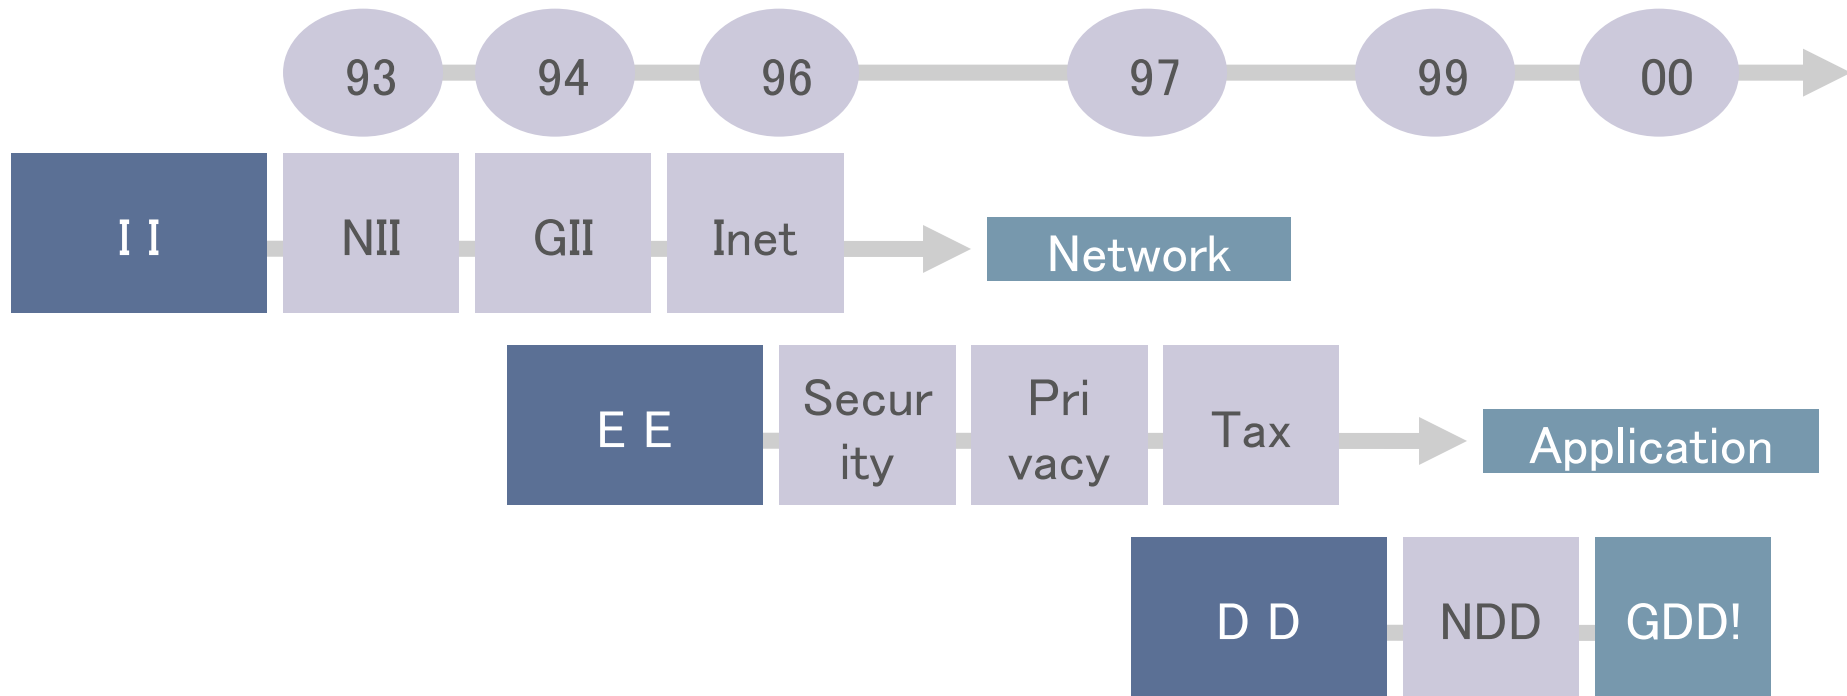 93 94 96 97 99 00
I I NII GII Inet Network
E E Secur Pri Tax Application
ity vacy
D D NDD GDD!